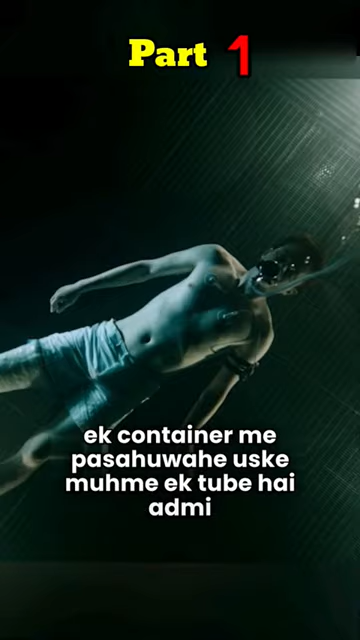 Part 1
ek container me
pasahuwahe uske
muhme ek tube hai
admi